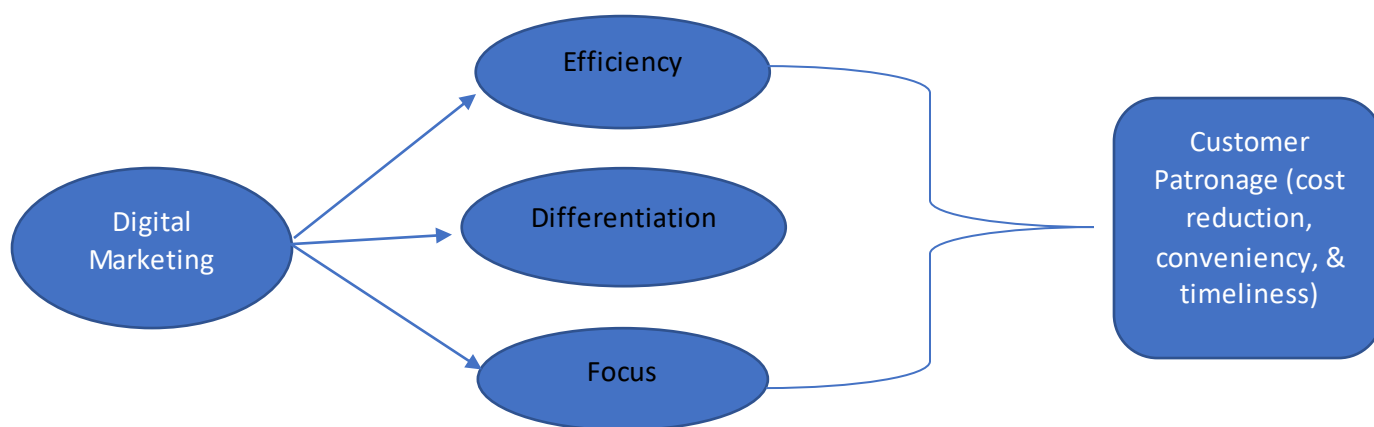 Efficiency
Digital
Marketing
Differentiation
Focus
Customer
Patronage (cost
reduction,
conveniency, &
timeliness)